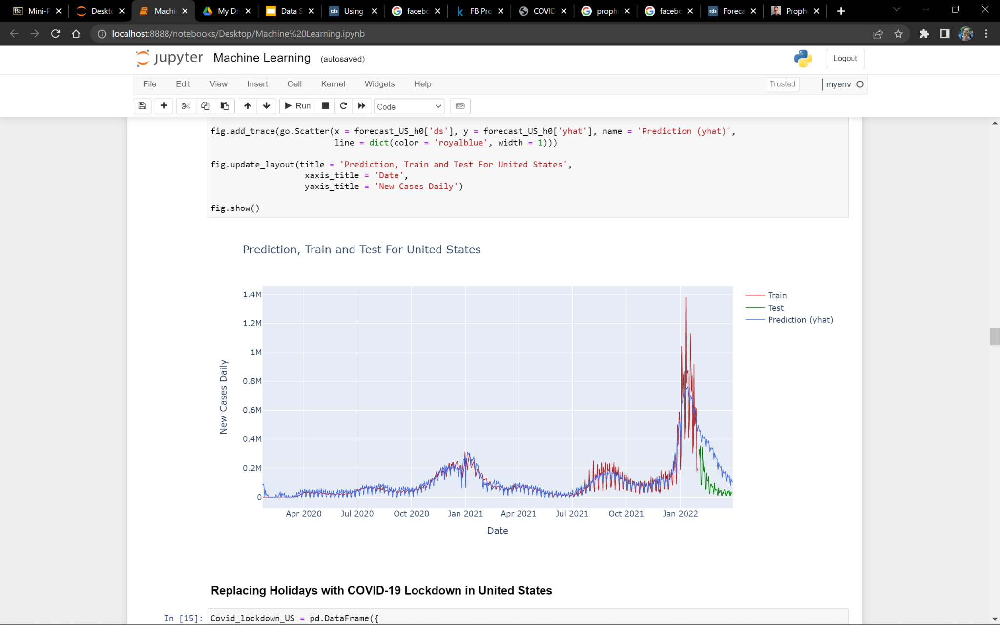 Mini-P
Deskt
Machi
My Dri
Data S
tds Using
facebo
k FB Pro
COVID
proph
facebo
tds Foreca
Proph
localhost:8888/notebooks/Desktop/Machine%20Learning.ipynb
jupyter Machine Learning (autosaved)
Logout
File Edit View Insert Cell Kernel Widgets Help
Trusted
myenv
Run
Code
fig.add_trace(go.Scatter(x = forecast_US_h0['ds'], y = forecast_US_h0['yhat'], name = 'Prediction (yhat)',
line = dict(color = 'royalblue', width = 1)))
fig.update_layout(title = 'Prediction, Train and Test For United States',
xaxis_title = 'Date',
yaxis_title = 'New Cases Daily')
fig.show()
Prediction, Train and Test For United States
1.4M
1.2M
1M
0.8M
0.6M
0.4M
0.2M
0
New Cases Daily
Train
Test
Prediction (yhat)
Apr 2020 Jul 2020 Oct 2020 Jan 2021 Apr 2021 Jul 2021 Oct 2021 Jan 2022
Date
Replacing Holidays with COVID-19 Lockdown in United States
In [15]: Covid_lockdown_US = pd.DataFrame({